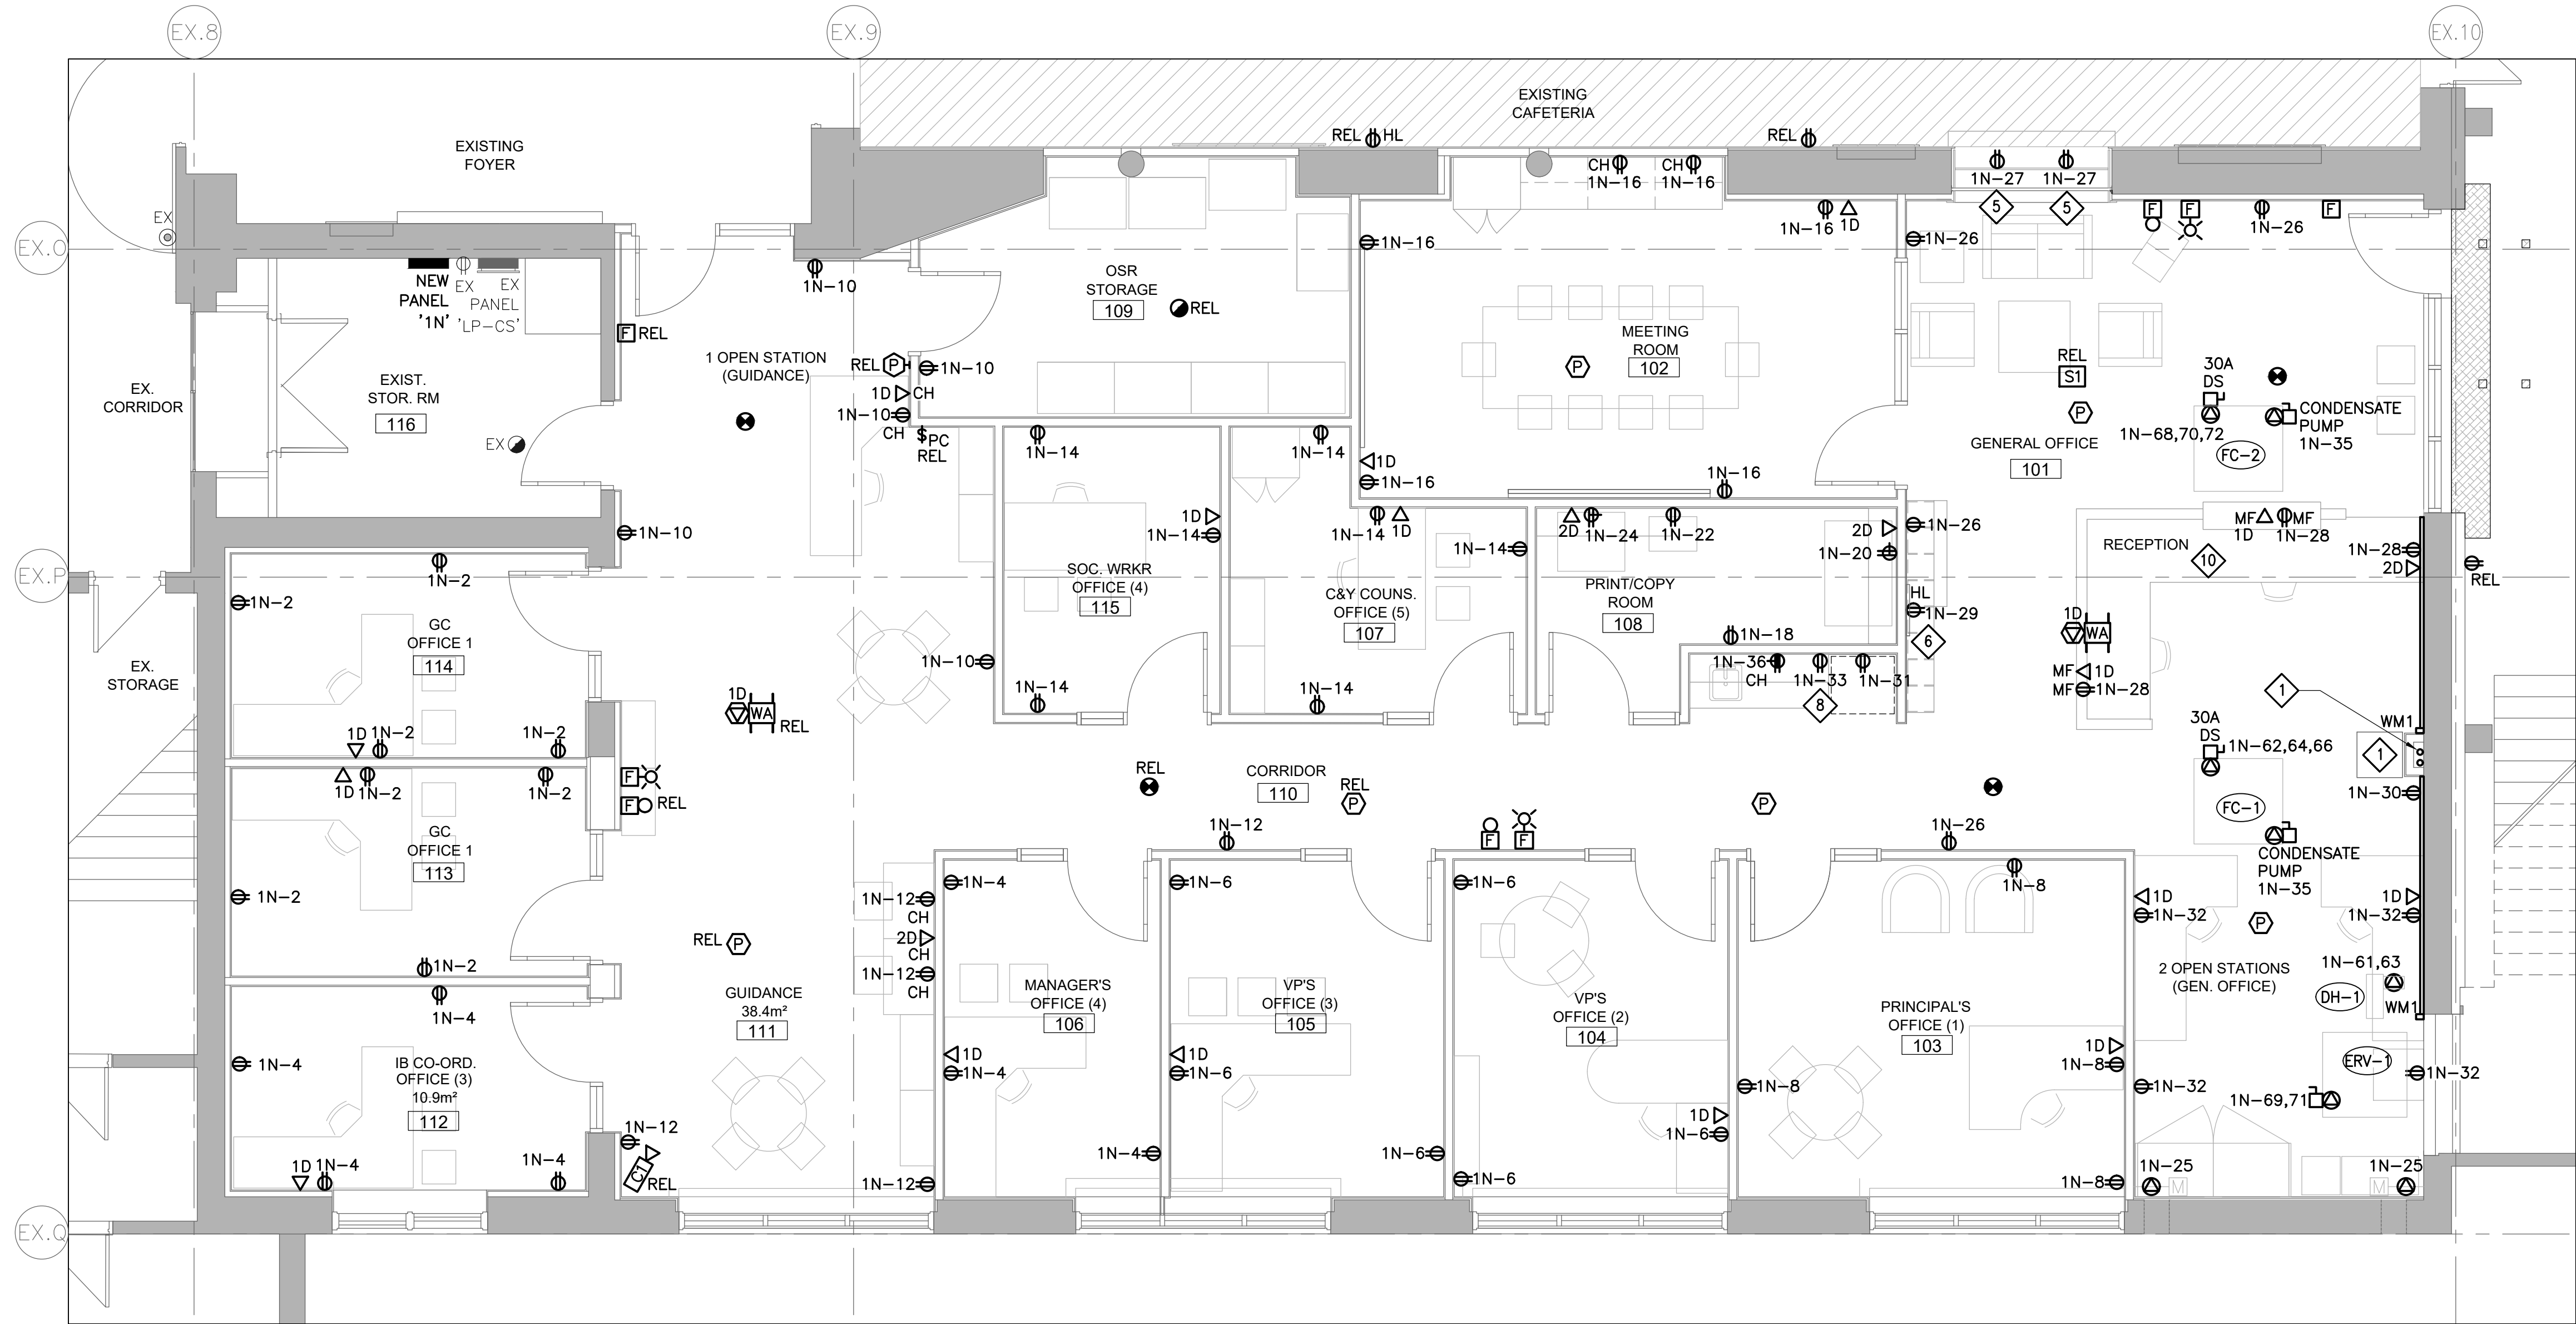 EX.8
EX.9
EX.10
EXISTING
CAFETERIA
EXISTING
FOYER
REL HL
REL
CH
1N-16
CH
1N-16
1N-27
1N-27
EX
5
5
F
F
F
1N-16
1D
1N-26
EX.O
1N-16
1N-26
NEW
PANEL
'1N'
EX
EX
PANEL
'LP-CS'
1N-10
OSR
STORAGE
109
REL
F REL
MEETING
ROOM
102
P
1 OPEN STATION
(GUIDANCE)
REL P
1N-10
1D CH
1N-10
CH
$PC
REL
EX.
CORRIDOR
EXIST.
STOR. RM
116
EX
REL
S1
P
30A
DS
1N-68,70,72
CONDENSATE
PUMP
1N-35
FC-2
GENERAL OFFICE
101
1N-14
1N-14
1D
1N-16
1N-16
1N-10
1D
1N-14
1N-14
1D
1N-14
2D
1N-24
1N-22
2D
1N-20
1N-26
MF
1D
MF
1N-28
RECEPTION
10
1N-28
2D
REL
EX.P
1N-2
1N-2
SOC. WRKR
OFFICE (4)
115
C&Y COUNS.
OFFICE (5)
107
PRINT/COPY
ROOM
108
HL
1N-29
6
1N-18
GC
OFFICE 1
114
EX.
STORAGE
1N-10
1N-14
1N-14
1N-36
CH
1N-33
1N-31
8
1D
WA
MF 1D
MF 1N-28
1
1D
WA
REL
1D
1N-2
1N-2
30A
DS
1N-62,64,66
WM1
1
1D
1N-2
1N-2
F
F REL
REL
CORRIDOR
110
REL
P
P
FC-1
1N-30
GC
OFFICE 1
113
1N-12
F
F
1N-26
CONDENSATE
PUMP
1N-35
1N-2
1N-12
CH
1N-4
1N-6
1N-6
1N-8
1D
1N-32
1D
1N-32
P
1N-2
REL P
2D
CH
1N-12
CH
1N-4
GUIDANCE
38.4m²
111
MANAGER'S
OFFICE (4)
106
VP'S
OFFICE (3)
105
VP'S
OFFICE (2)
104
PRINCIPAL'S
OFFICE (1)
103
2 OPEN STATIONS
(GEN. OFFICE)
1N-61,63
DH-1
WM1
1N-4
IB CO-ORD.
OFFICE (3)
10.9m²
112
1D
1N-4
1D
1N-6
1D
1N-8
1N-8
1N-32
ERV-1
1N-32
1N-69,71
1D
1N-6
1N-12
C1
REL
1N-4
1N-6
1N-6
1D
1N-4
1N-4
1N-12
1N-8
1N-25
M
1N-25
M
EX.Q